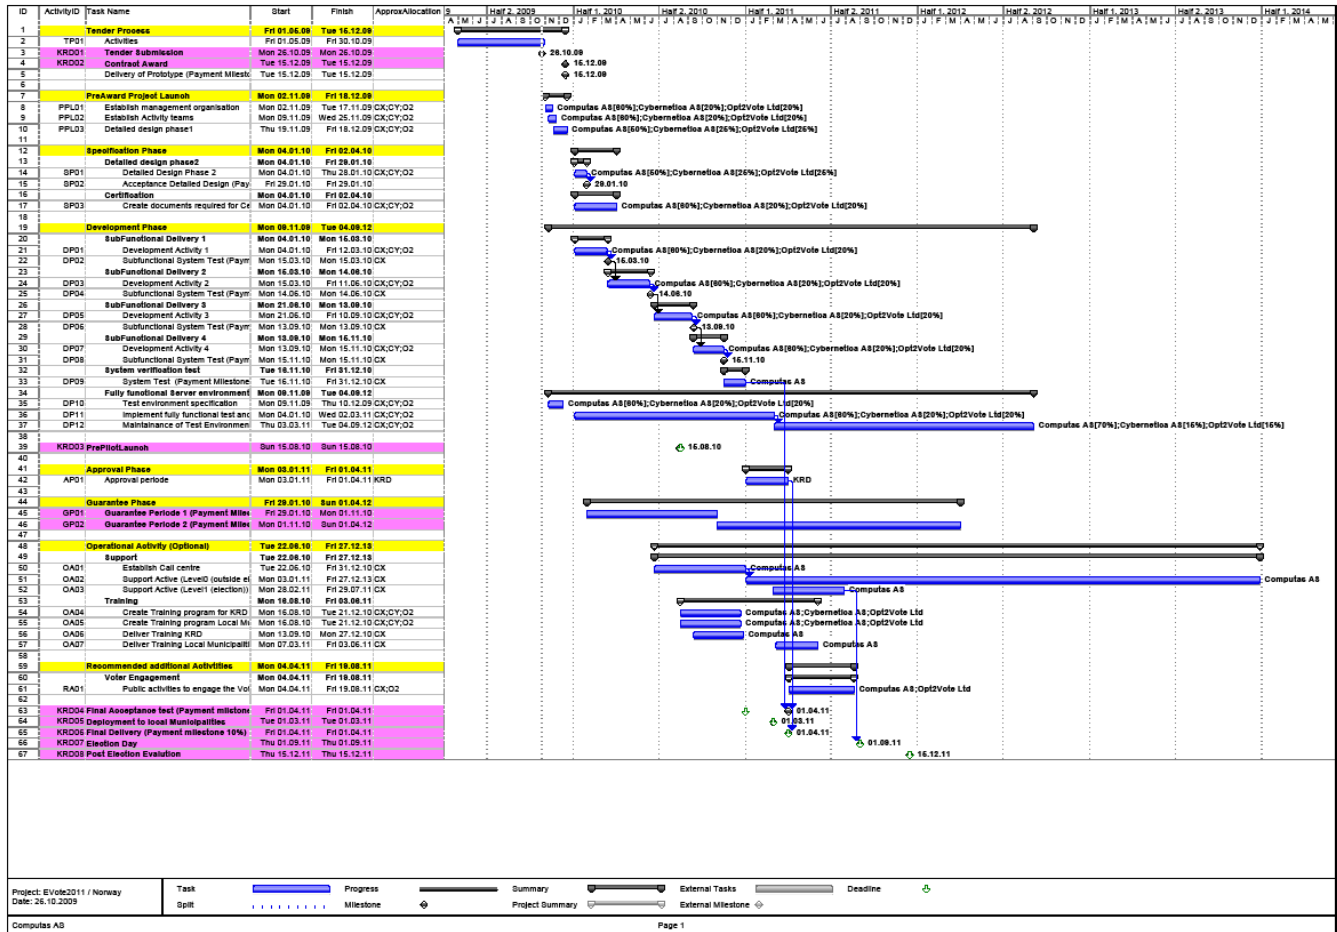 ID ActivityID Task Name Start Finish ApproxAllocation 9 Half 2, 2009 Half 1, 2010 Half 2, 2010 Half 1, 2011 Half 2, 2011 Half 1, 2012 Half 2, 2012 Half 1, 2013 Half 2, 2013 Half 1, 2014
A M J J A S O N D J F M A M J J A S O N D J F M A M J J A S O N D J F M A M J J A S O N D J F M A M J J A S O N D J F M A M
1 Tender Process Fri 01.05.09 Tue 15.12.09
2 TP01 Activities Fri 01.05.09 Fri 30.10.09
3 KRD01 Tender Submission Mon 26.10.09 Mon 26.10.09 26.10.09
4 KRD02 Contract Award Tue 15.12.09 Tue 15.12.09 15.12.09
5 Delivery of Prototype (Payment Milest Tue 15.12.09 Tue 15.12.09 15.12.09
6
7 PreAward Project Launch Mon 02.11.09 Fri 18.12.09
8 PPL01 Establish management organisation Mon 02.11.09 Tue 17.11.09 CX;CY;O2 Computas AS[60%];Cybernetica AS[20%];Opt2Vote Ltd[20%]
9 PPL02 Establish Activity teams Mon 09.11.09 Wed 25.11.09 CX;CY;O2 Computas AS[60%];Cybernetica AS[20%];Opt2Vote Ltd[20%]
10 PPL03 Detailed design phase1 Thu 19.11.09 Fri 18.12.09 CX;CY;O2 Computas AS[50%];Cybernetica AS[25%];Opt2Vote Ltd[25%]
11
12 Specification Phase Mon 04.01.10 Fri 02.04.10
13 Detailed design phase2 Mon 04.01.10 Fri 29.01.10
14 SP01 Detailed Design Phase 2 Mon 04.01.10 Thu 28.01.10 CX;CY;O2 Computas AS[50%];Cybernetica AS[25%];Opt2Vote Ltd[25%]
15 SP02 Acceptance Detailed Design (Pay Fri 29.01.10 Fri 29.01.10 29.01.10
16 Certification Mon 04.01.10 Fri 02.04.10
17 SP03 Create documents required for Ce Mon 04.01.10 Fri 02.04.10 CX;CY;O2 Computas AS[60%];Cybernetica AS[20%];Opt2Vote Ltd[20%]
18
19 Development Phase Mon 09.11.09 Tue 04.09.12
20 SubFunctional Delivery 1 Mon 04.01.10 Mon 15.03.10
21 DP01 Development Activity 1 Mon 04.01.10 Fri 12.03.10 CX;CY;O2 Computas AS[60%];Cybernetica AS[20%];Opt2Vote Ltd[20%]
22 DP02 Subfunctional System Test (Paym Mon 15.03.10 Mon 15.03.10 CX 15.03.10
23 SubFunctional Delivery 2 Mon 15.03.10 Mon 14.06.10
24 DP03 Development Activity 2 Mon 15.03.10 Fri 11.06.10 CX;CY;O2 Computas AS[60%];Cybernetica AS[20%];Opt2Vote Ltd[20%]
25 DP04 Subfunctional System Test (Paym Mon 14.06.10 Mon 14.06.10 CX 14.06.10
26 SubFunctional Delivery 3 Mon 21.06.10 Mon 13.09.10
27 DP05 Development Activity 3 Mon 21.06.10 Fri 10.09.10 CX;CY;O2 Computas AS[60%];Cybernetica AS[20%];Opt2Vote Ltd[20%]
28 DP06 Subfunctional System Test (Paym Mon 13.09.10 Mon 13.09.10 CX 13.09.10
29 SubFunctional Delivery 4 Mon 13.09.10 Mon 15.11.10
30 DP07 Development Activity 4 Mon 13.09.10 Mon 15.11.10 CX;CY;O2 Computas AS[60%];Cybernetica AS[20%];Opt2Vote Ltd[20%]
31 DP08 Subfunctional System Test (Paym Mon 15.11.10 Mon 15.11.10 CX 15.11.10
32 System verification test Tue 16.11.10 Fri 31.12.10
33 DP09 System Test (Payment Milestone Tue 16.11.10 Fri 31.12.10 CX Computas AS
34 Fully functional Server environment Mon 09.11.09 Tue 04.09.12
35 DP10 Test environment specification Mon 09.11.09 Thu 10.12.09 CX;CY;O2 Computas AS[60%];Cybernetica AS[20%];Opt2Vote Ltd[20%]
36 DP11 Implement fully functional test and Mon 04.01.10 Wed 02.03.11 CX;CY;O2 Computas AS[60%];Cybernetica AS[20%];Opt2Vote Ltd[20%]
37 DP12 Maintainance of Test Environmen Thu 03.03.11 Tue 04.09.12 CX;CY;O2 Computas AS[70%];Cybernetica AS[15%];Opt2Vote Ltd[15%]
38
39 KRD03 PrePilotLaunch Sun 15.08.10 Sun 15.08.10 15.08.10
40
41 Approval Phase Mon 03.01.11 Fri 01.04.11
42 AP01 Approval periode Mon 03.01.11 Fri 01.04.11 KRD KRD
43
44 Guarantee Phase Fri 29.01.10 Sun 01.04.12
45 GP01 Guarantee Periode 1 (Payment Mile Fri 29.01.10 Mon 01.11.10
46 GP02 Guarantee Periode 2 (Payment Mile Mon 01.11.10 Sun 01.04.12
47
48 Operational Activity (Optional) Tue 22.06.10 Fri 27.12.13
49 Support Tue 22.06.10 Fri 27.12.13
50 OA01 Establish Call centre Tue 22.06.10 Fri 31.12.10 CX
51 OA02 Support Active (Level0 (outside el Mon 03.01.11 Fri 27.12.13 CX Computas AS
52 OA03 Support Active (Level1 (election)) Mon 28.02.11 Fri 29.07.11 CX Computas AS
53 Training Mon 16.08.10 Fri 03.06.11
54 OA04 Create Training program for KRD Mon 16.08.10 Tue 21.12.10 CX;CY;O2 Computas AS;Cybernetica AS;Opt2Vote Ltd
55 OA05 Create Training program Local Mu Mon 16.08.10 Tue 21.12.10 CX;CY;O2 Computas AS;Cybernetica AS;Opt2Vote Ltd
56 OA06 Deliver Training KRD Mon 13.09.10 Mon 27.12.10 CX Computas AS
57 OA07 Deliver Training Local Municipaliti Mon 07.03.11 Fri 03.06.11 CX Computas AS
58
59 Recommended additional Activtities Mon 04.04.11 Fri 19.08.11
60 Voter Engagement Mon 04.04.11 Fri 19.08.11
61 RA01 Public activities to engage the Vot Mon 04.04.11 Fri 19.08.11 CX;O2 Computas AS;Opt2Vote Ltd
62
63 KRD04 Final Acceptance test (Payment milstone Fri 01.04.11 Fri 01.04.11 01.04.11
64 KRD05 Deployment to local Municipalities Tue 01.03.11 Tue 01.03.11 01.03.11
65 KRD06 Final Delivery (Payment milestone 10%) Fri 01.04.11 Fri 01.04.11 01.04.11
66 KRD07 Election Day Thu 01.09.11 Thu 01.09.11 01.09.11
67 KRD08 Post Election Evalution Thu 15.12.11 Thu 15.12.11 15.12.11
Project: EVote2011 / Norway
Date: 26.10.2009
Task Progress Summary External Tasks Deadline
Split Milestone Project Summary External Milestone
Computas AS Page 1